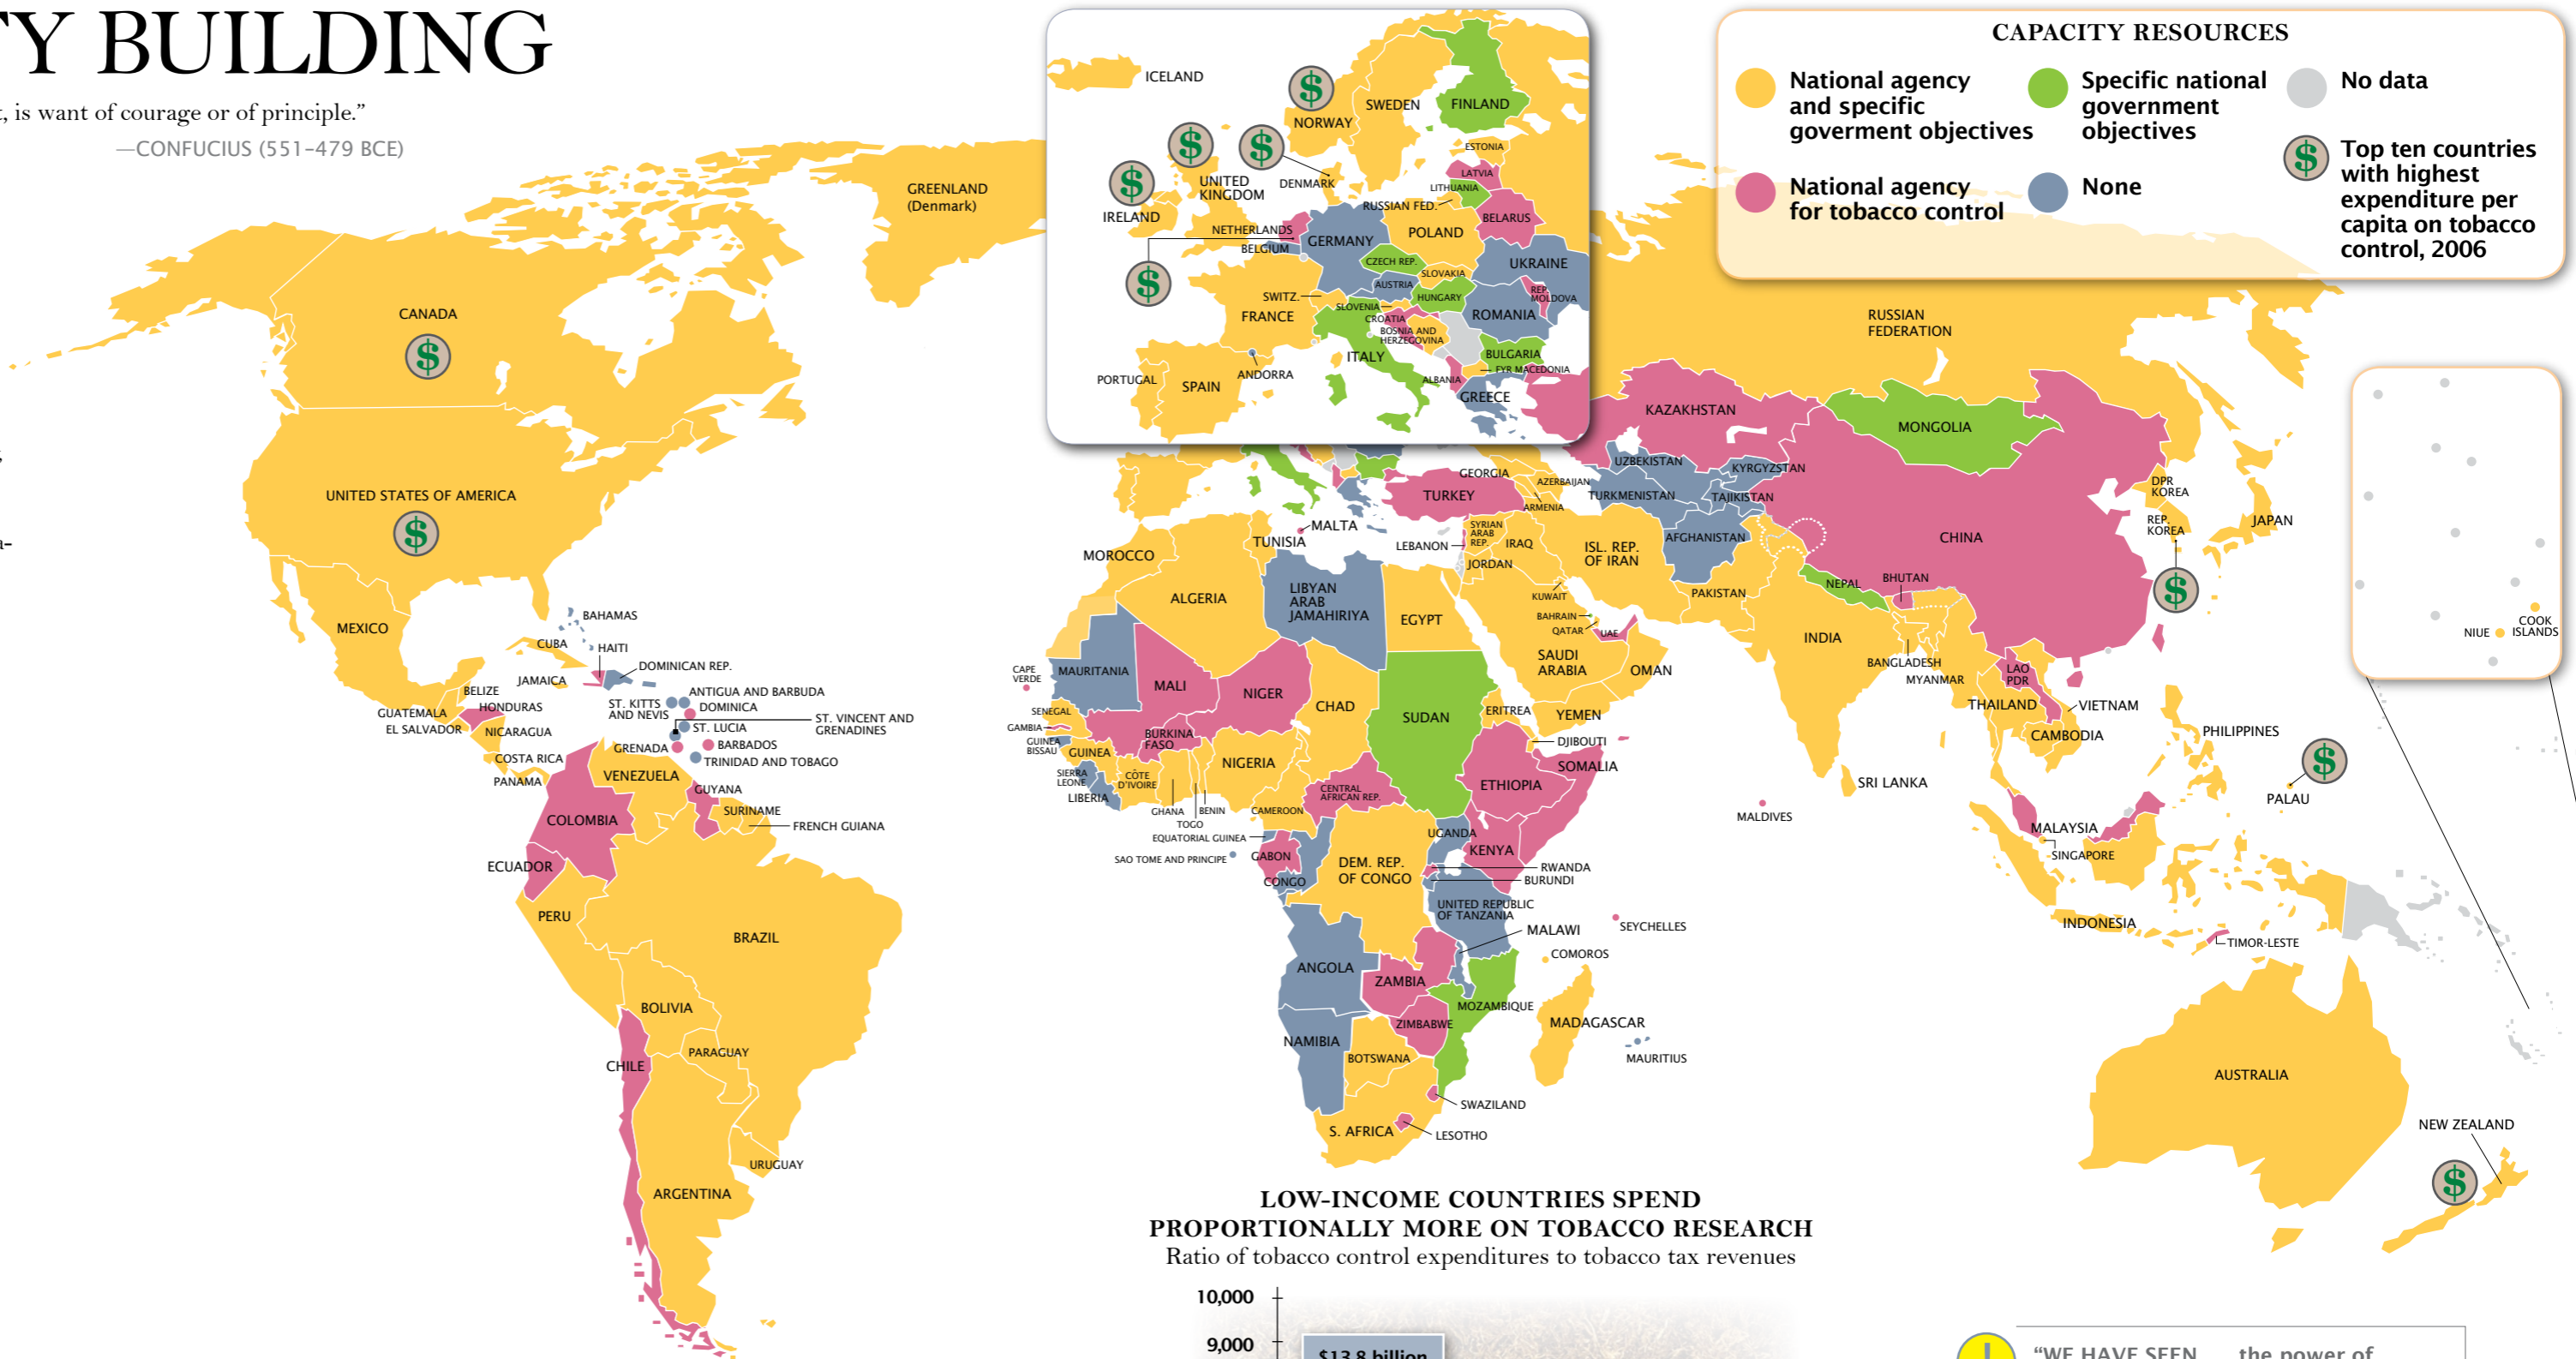 TY BUILDING
t, is want of courage or of principle.”
—CONFUCIUS (551–479 BCE)
a–
CAPACITY RESOURCES
National agency
and specific
goverment objectives
National agency
for tobacco control
Specific national
government
objectives
None
No data
Top ten countries
with highest
expenditure per
capita on tobacco
control, 2006
ICELAND
NORWAY
SWEDEN
FINLAND
ESTONIA
LATVIA
LITHUANIA
RUSSIAN FED.
BELARUS
DENMARK
UNITED
KINGDOM
IRELAND
NETHERLANDS
BELGIUM
GERMANY
POLAND
CZECH REP.
SLOVAKIA
UKRAINE
AUSTRIA
HUNGARY
REP.
MOLDOVA
SWITZ.
SLOVENIA
FRANCE
CROATIA
ROMANIA
BOSNIA AND
HERZEGOVINA
ITALY
BULGARIA
ANDORRA
FYR MACEDONIA
PORTUGAL
SPAIN
ALBANIA
GREECE
GREENLAND
(Denmark)
CANADA
UNITED STATES OF AMERICA
MEXICO
BAHAMAS
CUBA
HAITI
DOMINICAN REP.
JAMAICA
BELIZE
HONDURAS
GUATEMALA
EL SALVADOR
NICARAGUA
COSTA RICA
PANAMA
ST. KITTS
AND NEVIS
ANTIGUA AND BARBUDA
DOMINICA
ST. LUCIA
ST. VINCENT AND
GRENADINES
GRENADA
BARBADOS
TRINIDAD AND TOBAGO
VENEZUELA
GUYANA
SURINAME
FRENCH GUIANA
COLOMBIA
ECUADOR
PERU
BRAZIL
BOLIVIA
PARAGUAY
CHILE
URUGUAY
ARGENTINA
RUSSIAN
FEDERATION
KAZAKHSTAN
MONGOLIA
UZBEKISTAN
KYRGYZSTAN
TURKMENISTAN
TAJIKISTAN
GEORGIA
AZERBAIJAN
ARMENIA
TURKEY
MALTA
TUNISIA
MOROCCO
LEBANON
SYRIAN
ARAB
REP.
IRAQ
JORDAN
ISL. REP.
OF IRAN
AFGHANISTAN
CHINA
DPR
KOREA
REP.
KOREA
JAPAN
ALGERIA
LIBYAN
ARAB
JAMAHIRIYA
EGYPT
KUWAIT
BAHRAIN
QATAR
UAE
SAUDI
ARABIA
OMAN
YEMEN
PAKISTAN
NEPAL
BHUTAN
INDIA
BANGLADESH
MYANMAR
LAO
PDR
THAILAND
VIETNAM
CAMBODIA
PHILIPPINES
PALAU
SRI LANKA
MALDIVES
MALAYSIA
SINGAPORE
INDONESIA
TIMOR-LESTE
NIUE
COOK
ISLANDS
CAPE
VERDE
MAURITANIA
MALI
NIGER
CHAD
SUDAN
ERITREA
DJIBOUTI
SOMALIA
ETHIOPIA
SENEGAL
GAMBIA
GUINEA
BISSAU
GUINEA
SIERRA
LEONE
LIBERIA
CÔTE
D’IVOIRE
BURKINA
FASO
GHANA
TOGO
BENIN
NIGERIA
CAMEROON
CENTRAL
AFRICAN REP.
EQUATORIAL GUINEA
SAO TOME AND PRINCIPE
GABON
CONGO
DEM. REP.
OF CONGO
UGANDA
KENYA
RWANDA
BURUNDI
UNITED REPUBLIC
OF TANZANIA
SEYCHELLES
MALAWI
COMOROS
ANGOLA
ZAMBIA
MOZAMBIQUE
ZIMBABWE
NAMIBIA
BOTSWANA
MADAGASCAR
MAURITIUS
SWAZILAND
S. AFRICA
LESOTHO
AUSTRALIA
NEW ZEALAND
LOW-INCOME COUNTRIES SPEND
PROPORTIONALLY MORE ON TOBACCO RESEARCH
Ratio of tobacco control expenditures to tobacco tax revenues
10,000
9,000
$13.8 billion
“WE HAVE SEEN . . . the power of